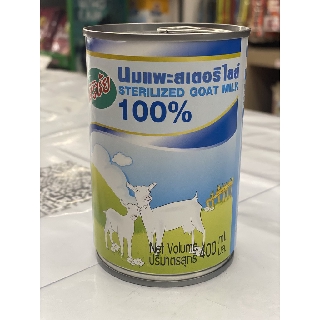 นมแพะสเตอริไลส์
STERILIZED GOAT MILK
100%
Net Volume
ปริมาตรสุทธิ 400